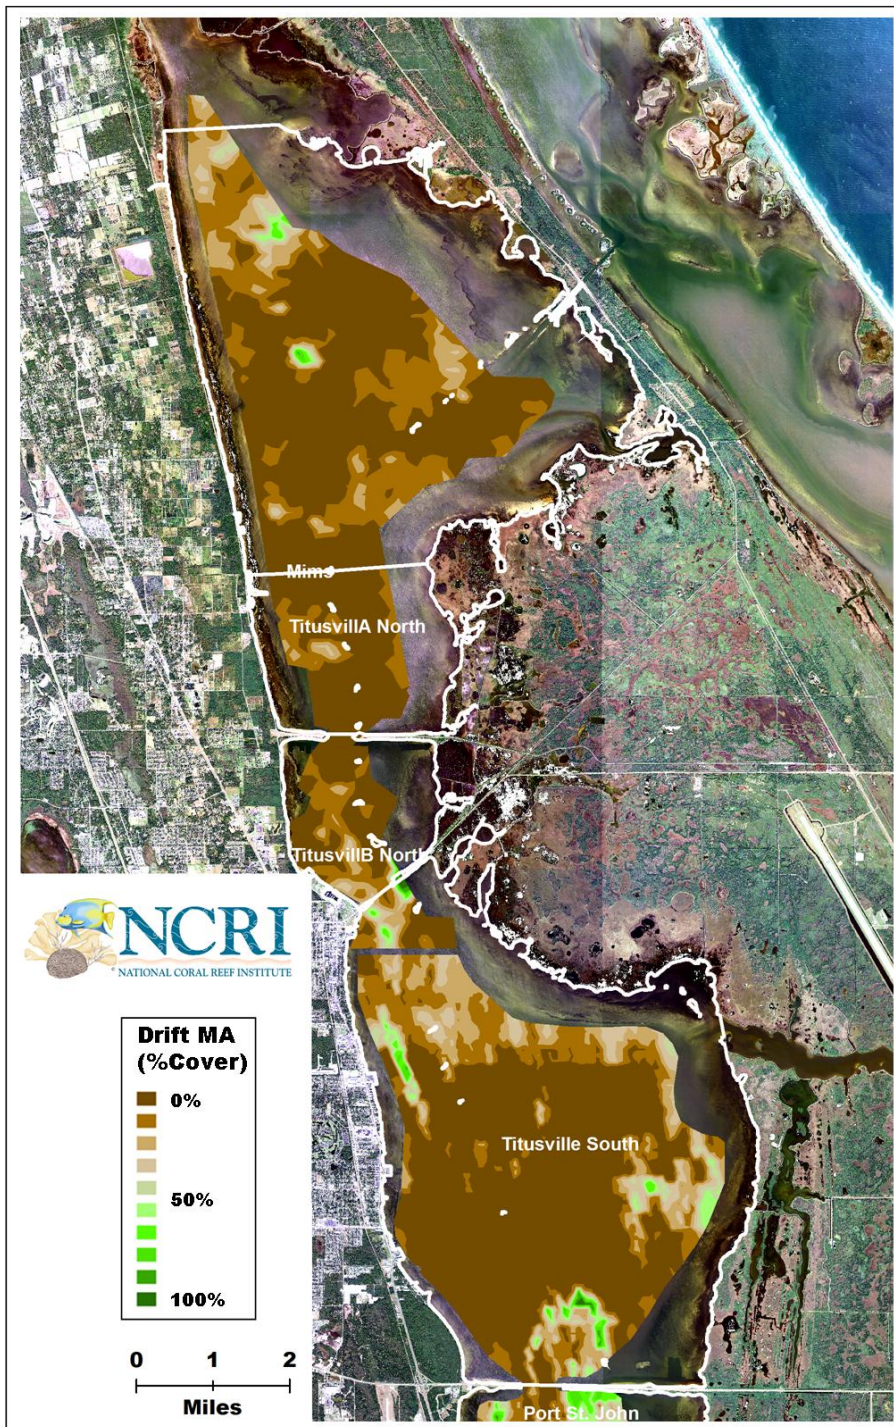 Mims
TitusvillA North
TitusvillB North
NCRI
NATIONAL CORAL REEF INSTITUTE
Drift MA
(%Cover)
0%
50%
100%
Titusville South
0 1 2
Miles
Port St. John